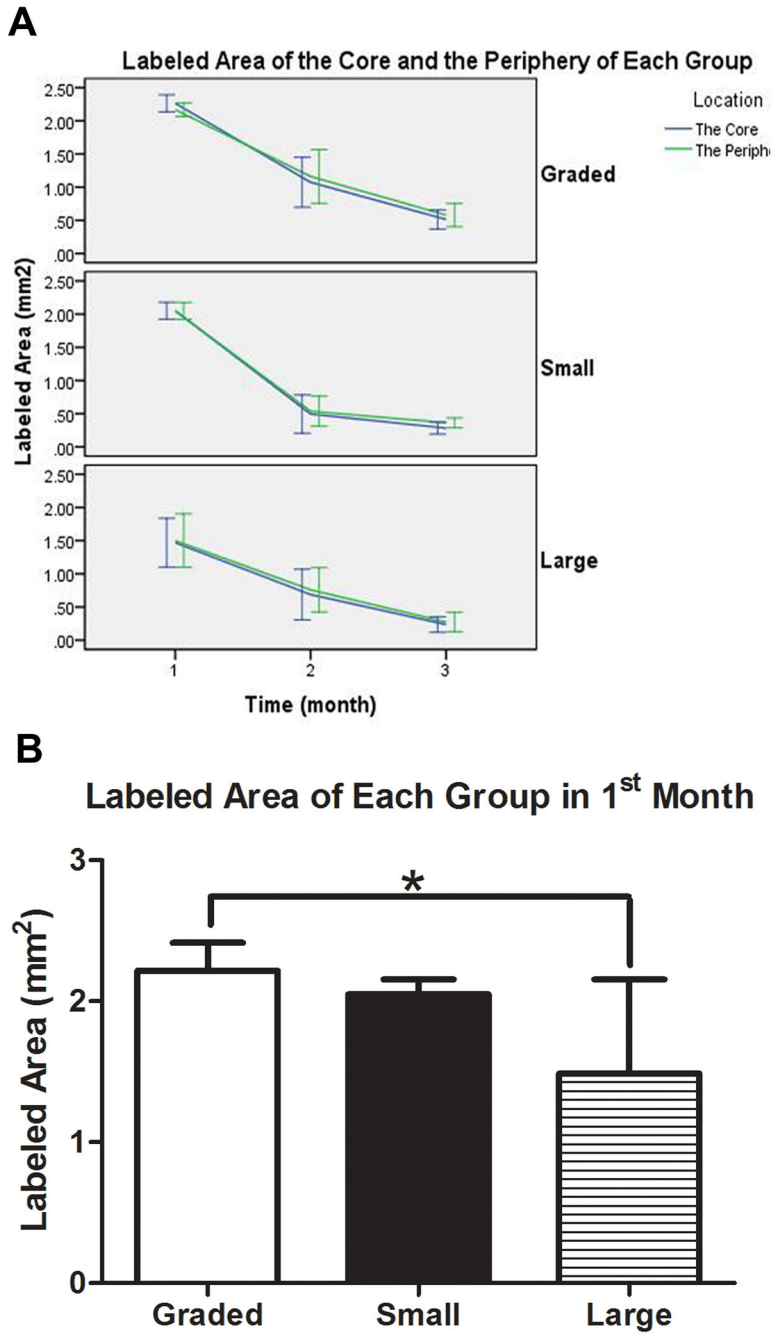 A
Labeled Area of the Core and the Periphery of Each Group
Location
The Core
The Periph
Labeled Area (mm2)
2.50
2.00
1.50
1.00
.50
.00
Graded
2.50
2.00
1.50
1.00
.50
.00
Small
2.50
2.00
1.50
1.00
.50
.00
Large
1 2 3
Time (month)
B
Labeled Area of Each Group in 1st Month
Labeled Area (mm2)
3
2
1
0
*
Graded Small Large